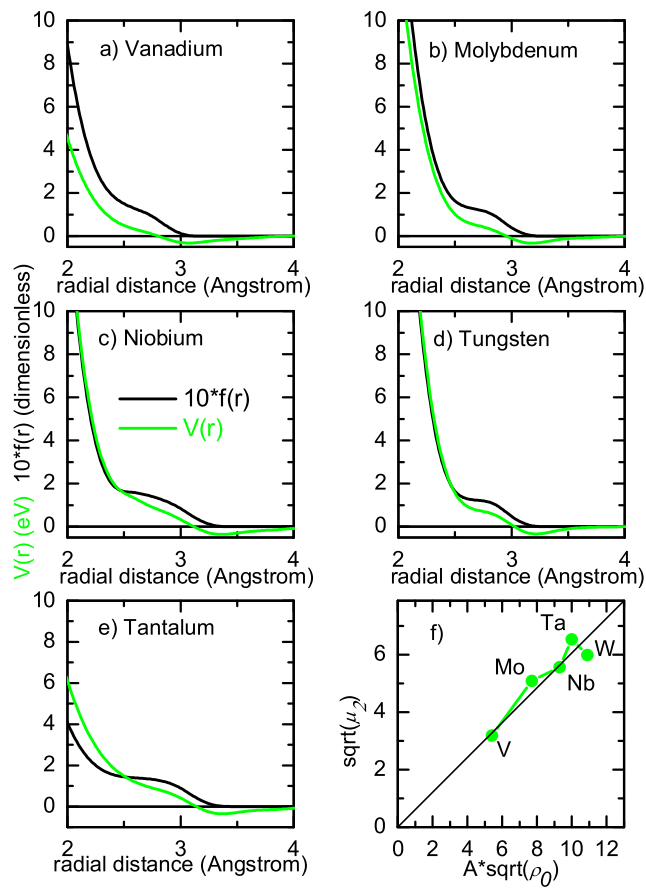 a) Vanadium
10
8
6
4
2
0
2
3
4
radial distance (Angstrom)
b) Molybdenum
10
8
6
4
2
0
2
3
4
radial distance (Angstrom)
V(r) (eV) 10*f(r) (dimensionless)
c) Niobium
10*f(r)
V(r)
10
8
6
4
2
0
2
3
4
radial distance (Angstrom)
d) Tungsten
10
8
6
4
2
0
2
3
4
radial distance (Angstrom)
e) Tantalum
10
8
6
4
2
0
2
3
4
radial distance (Angstrom)
f)
Ta
W
Mo
Nb
V
sqrt(μ2)
6
4
2
0
0 2 4 6 8 10 12
A*sqrt(ρ0)